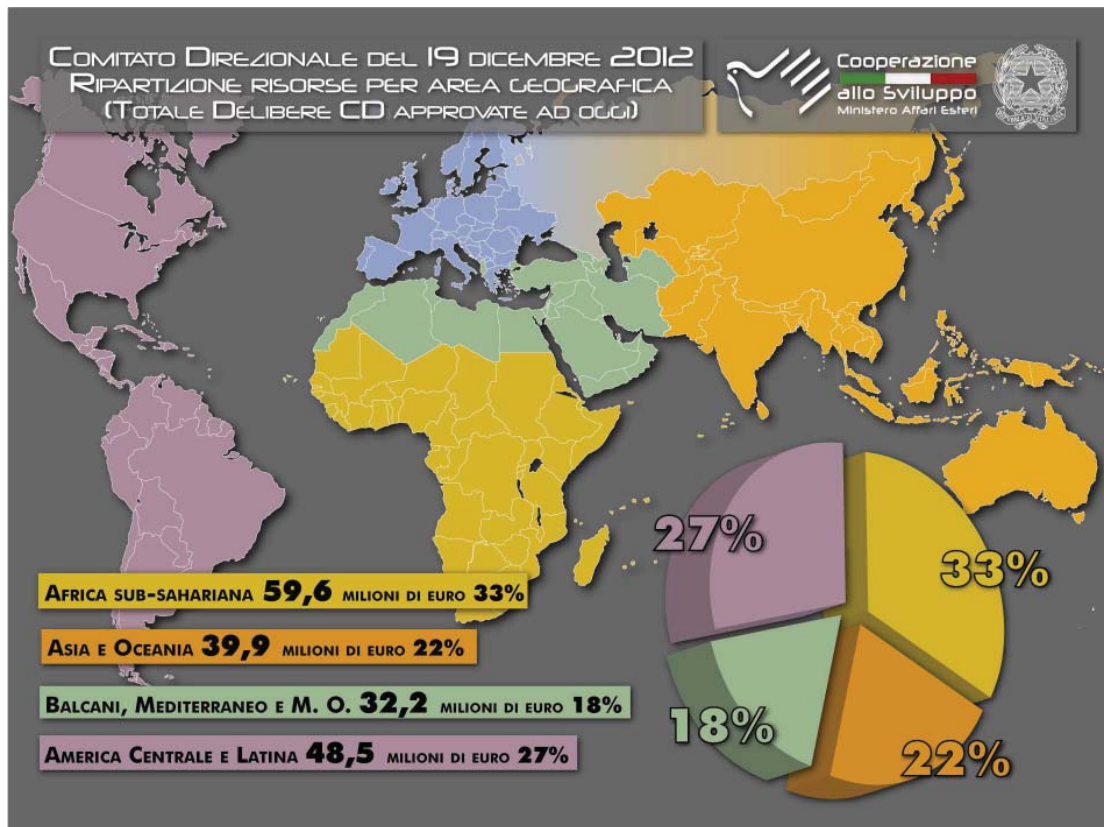 Comitato Direzionale del 19 dicembre 2012
Ripartizione risorse per area geografica
(Totale Delibere CD approvate ad oggi)
Cooperazione
allo Sviluppo
Ministero Affari Esteri
REPVBBLICA ITALIANA
27%
33%
Africa sub-sahariana 59,6 milioni di euro 33%
Asia e Oceania 39,9 milioni di euro 22%
Balcani, Mediterraneo e M. O. 32,2 milioni di euro 18%
18%
America Centrale e Latina 48,5 milioni di euro 27%
22%